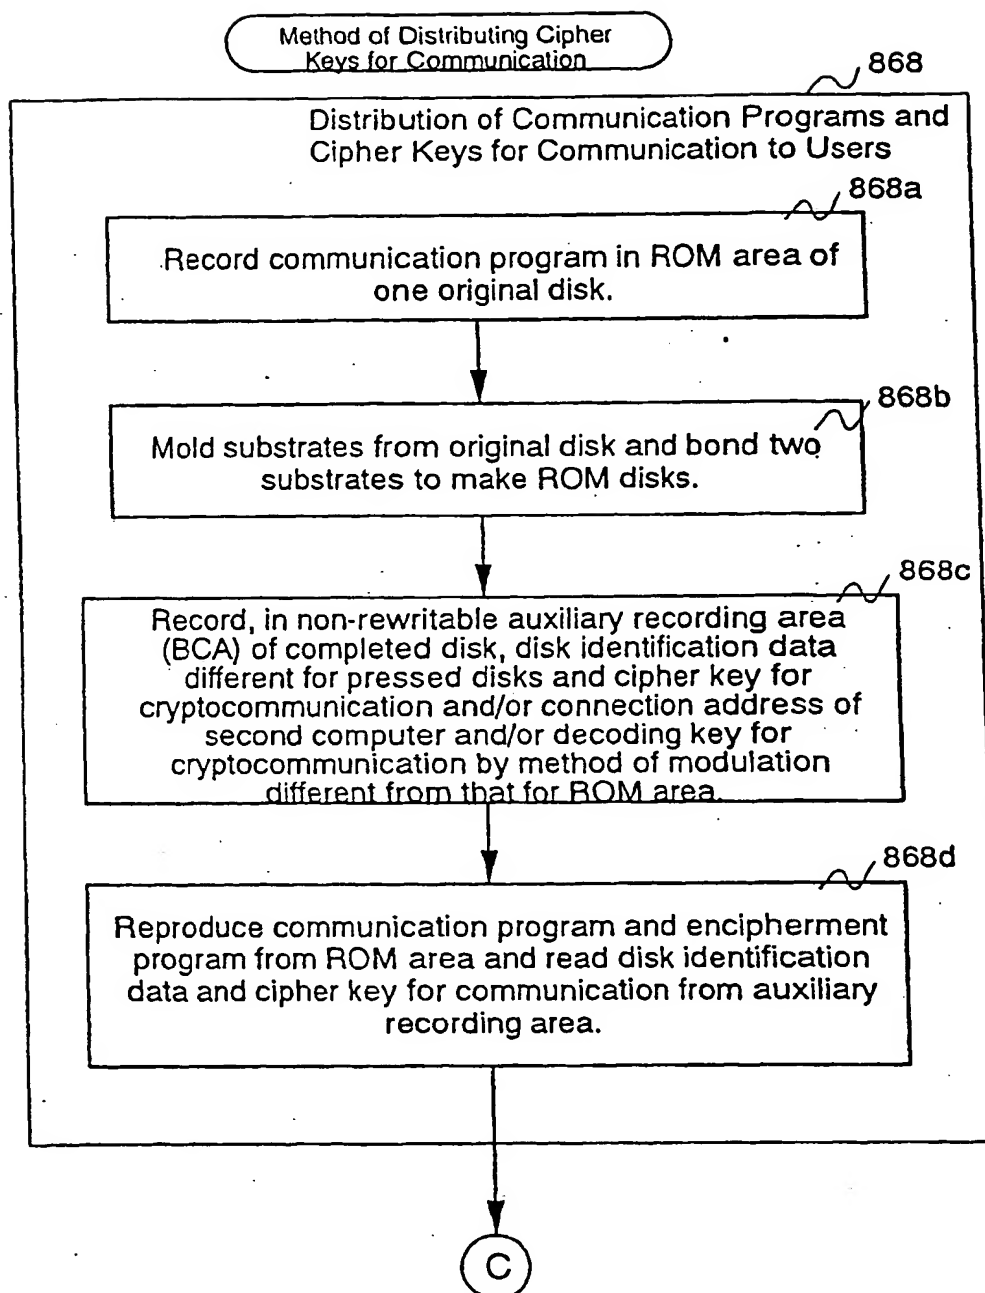 Method of Distributing Cipher
Keys for Communication
868
Distribution of Communication Programs and
Cipher Keys for Communication to Users
868a
Record communication program in ROM area of
one original disk.
868b
Mold substrates from original disk and bond two
substrates to make ROM disks.
868c
Record, in non-rewritable auxiliary recording area
(BCA) of completed disk, disk identification data
different for pressed disks and cipher key for
cryptocommunication and/or connection address of
second computer and/or decoding key for
cryptocommunication by method of modulation
different from that for ROM area.
868d
Reproduce communication program and encipherment
program from ROM area and read disk identification
data and cipher key for communication from auxiliary
recording area.
C